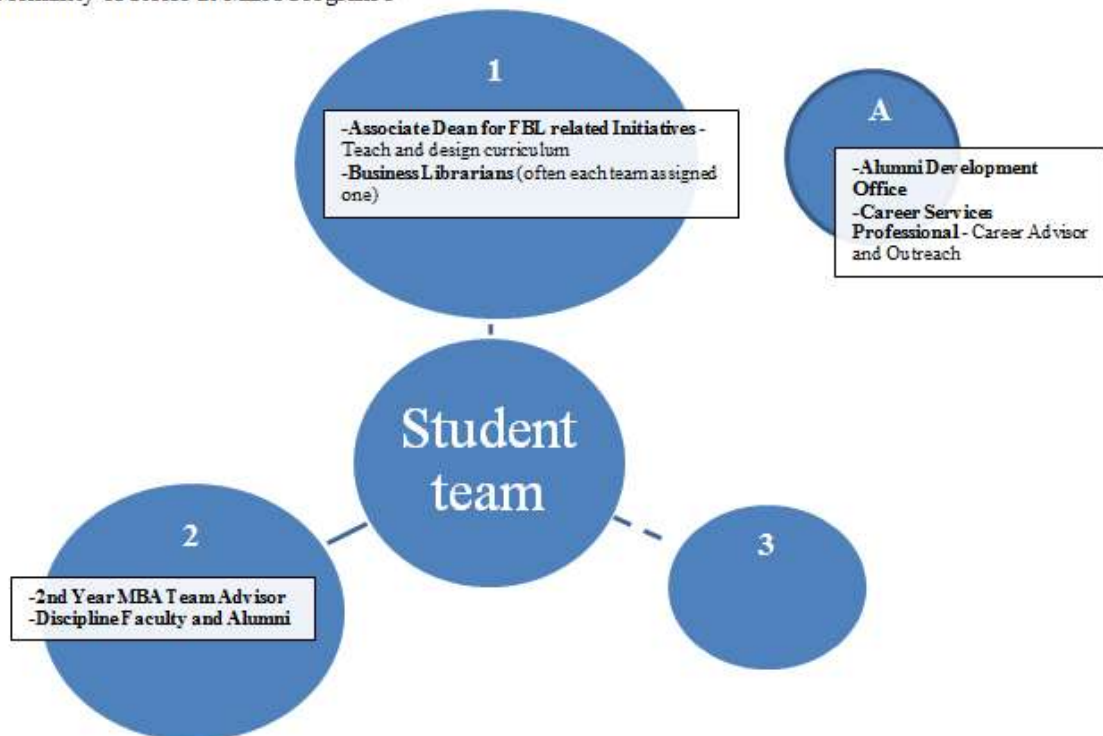 1
-Associate Dean for FBL related Initiatives -
Teach and design curriculum
-Business Librarians (often each team assigned
one)
A
-Alumni Development
Office
-Career Services
Professional - Career Advisor
and Outreach
Student
team
2
-2nd Year MBA Team Advisor
-Discipline Faculty and Alumni
3